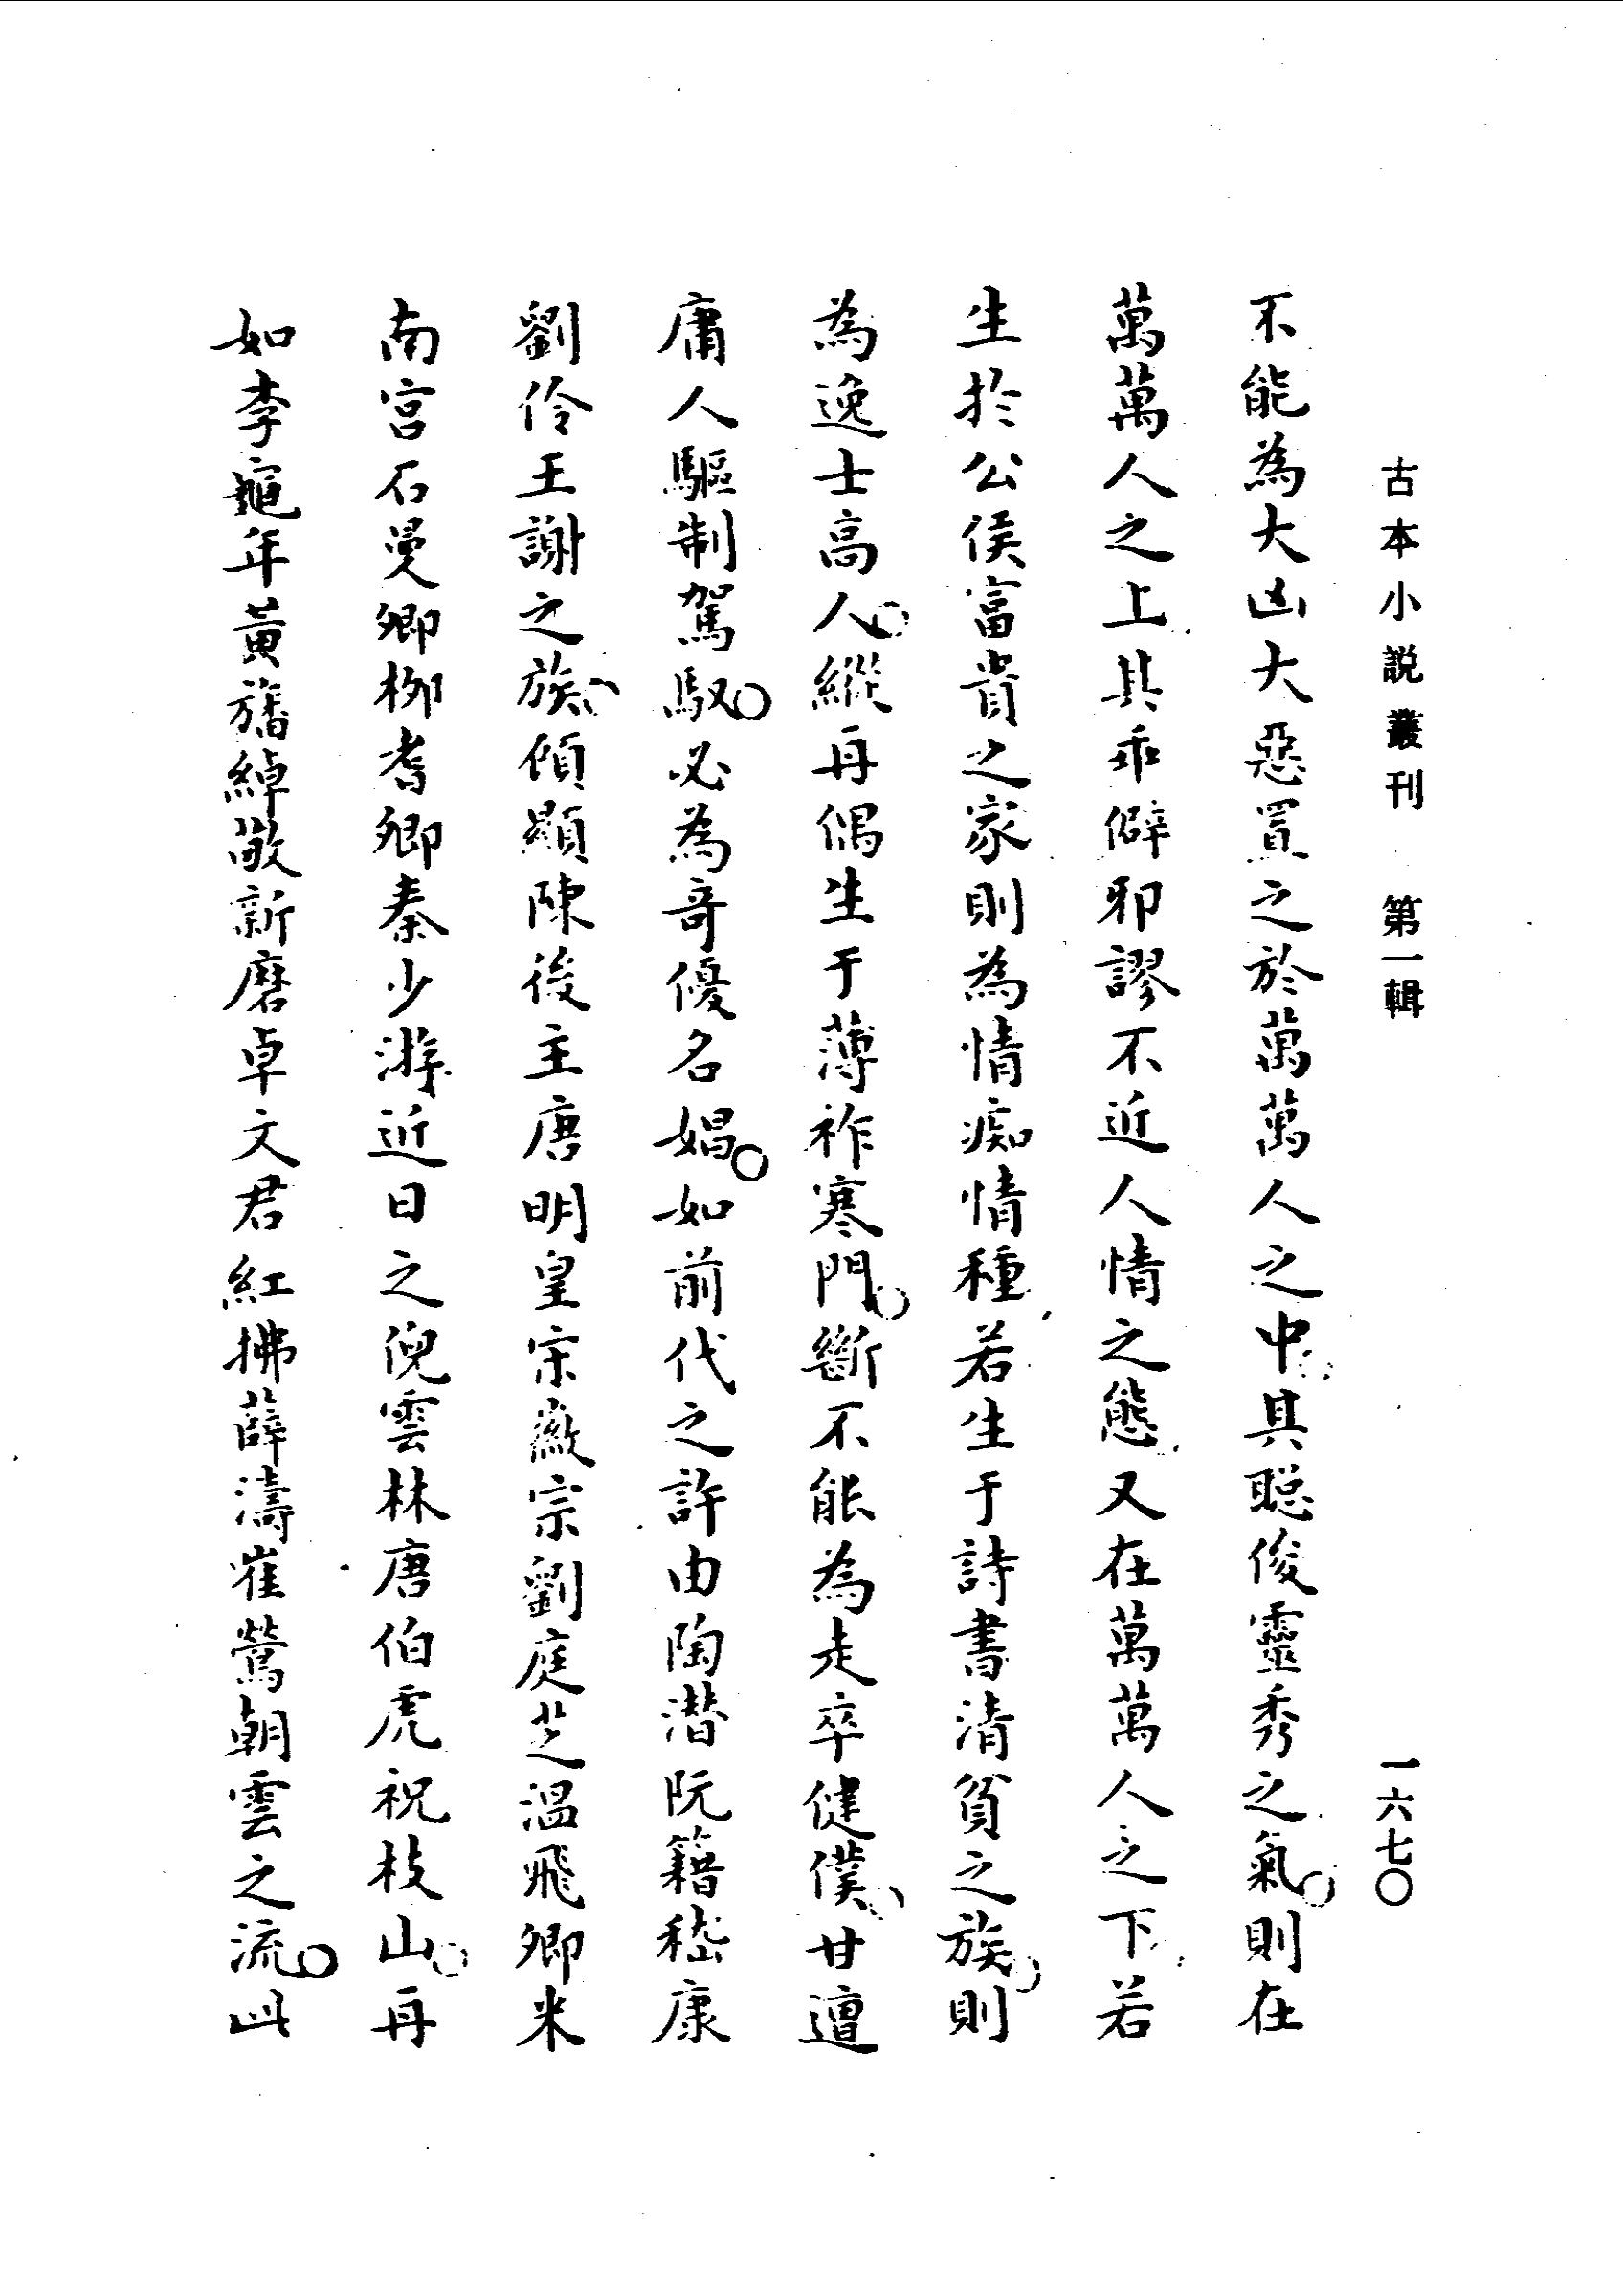 古本小説叢刊 第一輯 一六七〇
不能為大凶大惡置之於萬萬人之中其聪俊靈秀之氣則在
萬萬人之上其乖僻邪謬不近人情之態又在萬萬人之下若
生於公侯富貴之家則為情痴情種若生于詩書清貧之族則
為逸士高人縱再偶生于薄祚寒門斷不能為走卒健僕甘遭
庸人驅制駕馭必為奇優名娼如前代之許由陶潛阮籍嵇康
劉伶王謝二族傾顧陳後主唐明皇宋徽宗劉庭芝溫飛卿米
南宮石曼卿柳耆卿秦少游近日之倪雲林唐伯虎祝枝山再
如李龜年黃旛綽敬新磨卓文君紅拂薛濤崔鶯朝雲之流此